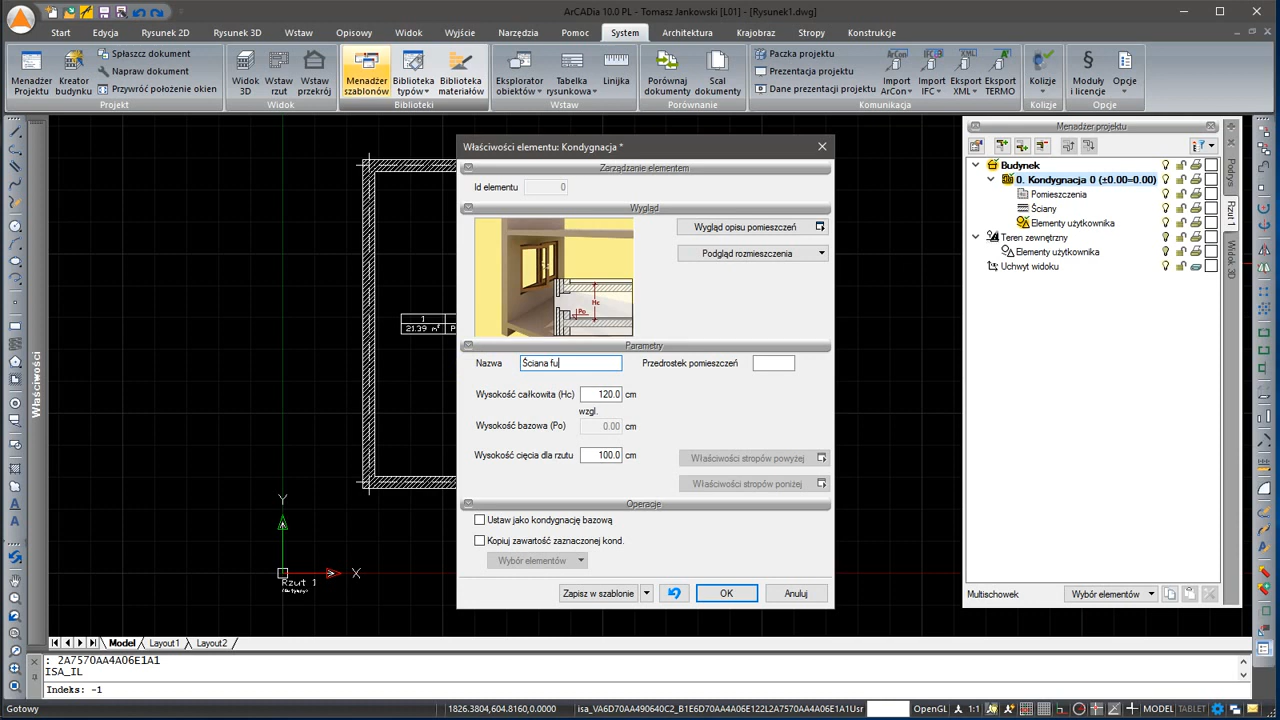 ArCADia 10.0 PL - Tomasz Jankowski [L01] - [Rysunek1.dwg]
Start Edycja Rysunek 2D Rysunek 3D Wstaw Opisowy Widok Wyjście Narzędzia Pomoc System Architektura Krajobraz Stropy Konstrukcje
Menadżer Projektu
Kreator budynku
Spłaszcz dokument
Napraw dokument
Przywróć położenie okien
Projekt
Widok 3D
Wstaw rzut
Wstaw przekrój
Widok
Menadżer szablonów
Biblioteka typów
Biblioteka materiałów
Biblioteki
Eksplorator obiektów
Tabelka rysunkowa
Linijka
Wstaw
Porównaj dokumenty
Scal dokumenty
Porównanie
Paczka projektu
Prezentacja projektu
Dane prezentacji projektu
Import ArCon
Import IFC
Eksport XML
Eksport TERMO
Komunikacja
Kolizje
Kolizje
Moduły i licencje
Opcje
Opcje
Właściwości
1
21.39 m²
Y
X
Rzut 1
Właściwości elementu: Kondygnacja *
Zarządzanie elementem
Id elementu 0
Wygląd
Hc
Po
Wygląd opisu pomieszczeń
Podgląd rozmieszczenia
Parametry
Nazwa Ściana fu Przedrostek pomieszczeń
Wysokość całkowita (Hc) 120.0 cm
wzgl.
Wysokość bazowa (Po) 0.00 cm
Wysokość cięcia dla rzutu 100.0 cm
Właściwości stropów powyżej
Właściwości stropów poniżej
Operacje
Ustaw jako kondygnację bazową
Kopiuj zawartość zaznaczonej kond.
Wybór elementów
Zapisz w szablonie OK Anuluj
Menadżer projektu
Budynek
0. Kondygnacja 0 (±0.00=0.00)
Pomieszczenia
Ściany
Elementy użytkownika
Teren zewnętrzny
Elementy użytkownika
Uchwyt widoku
Podrys
Rzut 1
Widok 3D
Multischowek Wybór elementów
Model Layout1 Layout2
: 2A7570AA4A06E1A1
ISA_IL
Indeks: -1
Gotowy 1826.3804,604.8160,0.0000 isa_VA6D70AA490640C2_B1E6D70AA4A06E122L2A7570AA4A06E1A1Usr OpenGL 1:1 MODEL TABLET